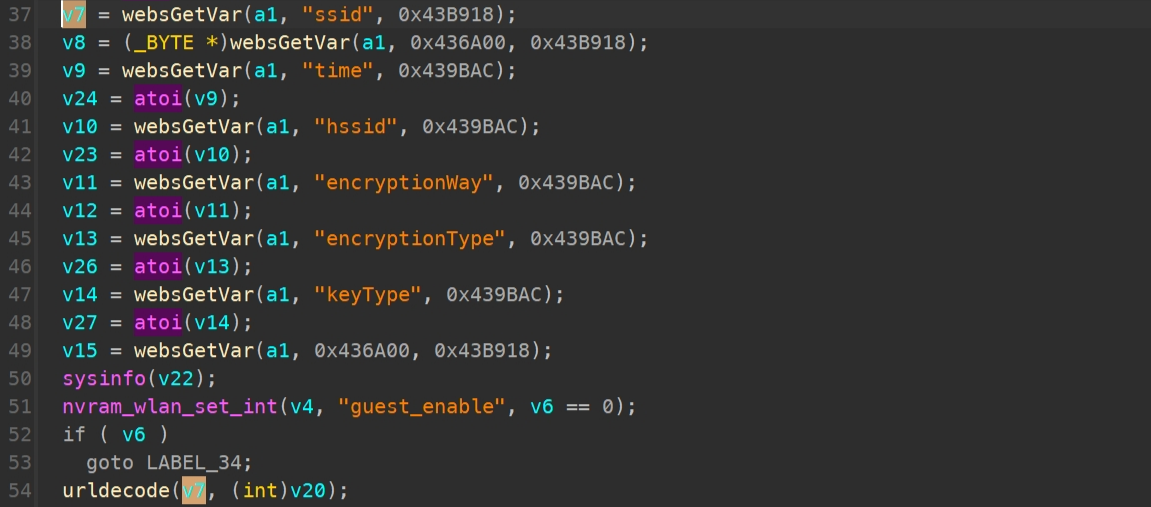 37 v7 = websGetVar(a1, "ssid", 0x43B918);
38 v8 = (_BYTE *)websGetVar(a1, 0x436A00, 0x43B918);
39 v9 = websGetVar(a1, "time", 0x439BAC);
40 v24 = atoi(v9);
41 v10 = websGetVar(a1, "hssid", 0x439BAC);
42 v23 = atoi(v10);
43 v11 = websGetVar(a1, "encryptionWay", 0x439BAC);
44 v12 = atoi(v11);
45 v13 = websGetVar(a1, "encryptionType", 0x439BAC);
46 v26 = atoi(v13);
47 v14 = websGetVar(a1, "keyType", 0x439BAC);
48 v27 = atoi(v14);
49 v15 = websGetVar(a1, 0x436A00, 0x43B918);
50 sysinfo(v22);
51 nvram_wlan_set_int(v4, "guest_enable", v6 == 0);
52 if ( v6 )
53 goto LABEL_34;
54 urldecode(v7, (int)v20);